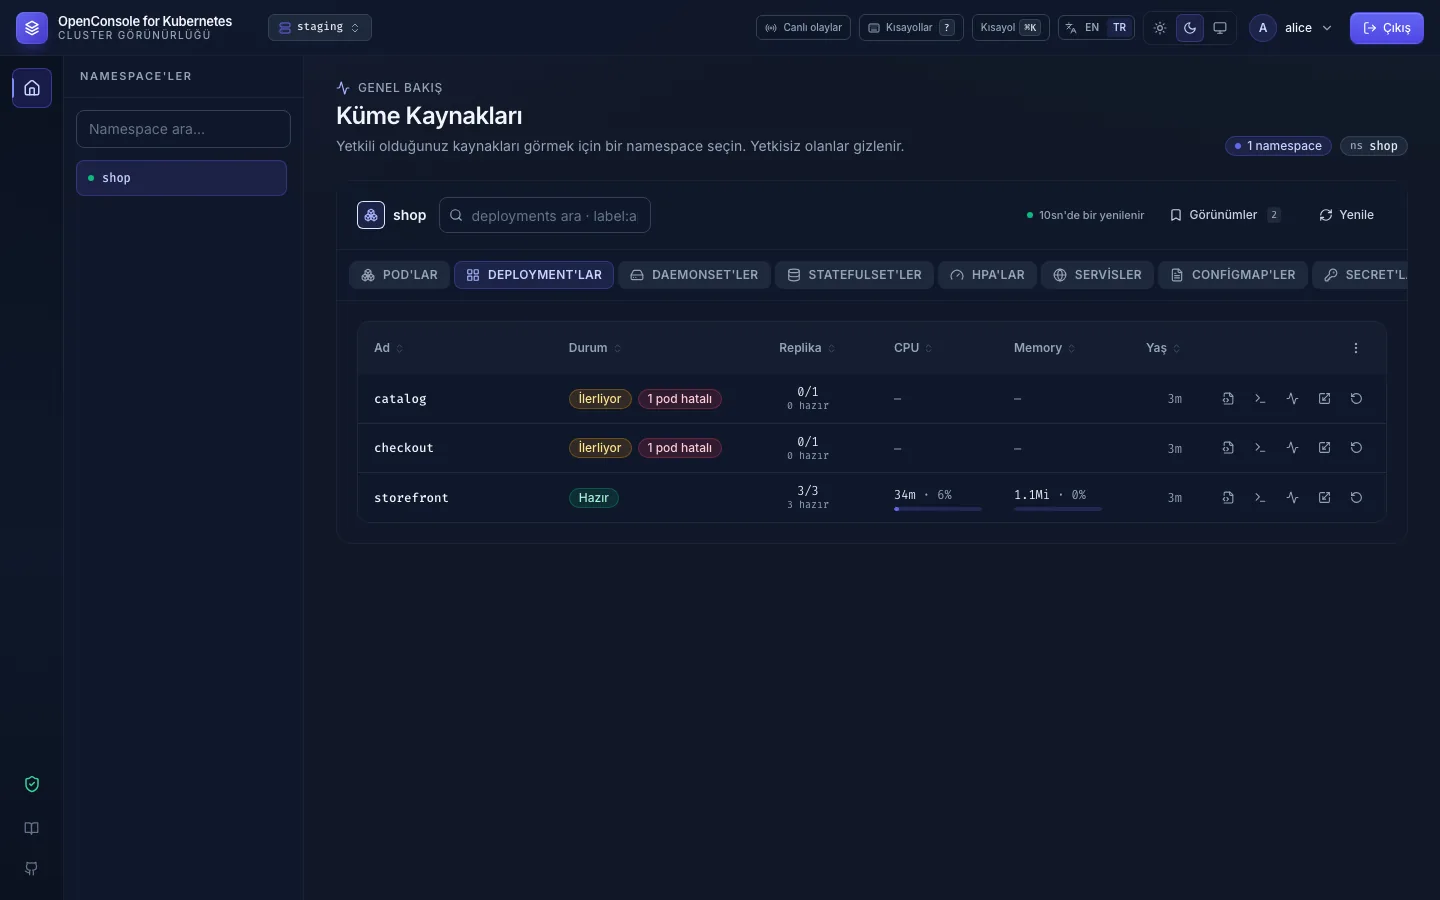 OpenConsole for Kubernetes
CLUSTER GÖRÜNÜRLÜĞÜ
staging
Canlı olaylar
Kısayollar ?
Kısayol ⌘K
EN TR
A alice
Çıkış
NAMESPACE'LER
Namespace ara...
shop
GENEL BAKIŞ
Küme Kaynakları
Yetkili olduğunuz kaynakları görmek için bir namespace seçin. Yetkisiz olanlar gizlenir.
1 namespace
ns shop
shop
deployments ara · label:a
10sn'de bir yenilenir
Görünümler 2
Yenile
POD'LAR
DEPLOYMENT'LAR
DAEMONSET'LER
STATEFULSET'LER
HPA'LAR
SERVİSLER
CONFİGMAP'LER
SECRET'L
Ad Durum Replika CPU Memory Yaş
catalog İlerliyor 1 pod hatalı 0/1 – – 3m
0 hazır
checkout İlerliyor 1 pod hatalı 0/1 – – 3m
0 hazır
storefront Hazır 3/3 34m · 6% 1.1Mi · 0% 3m
3 hazır